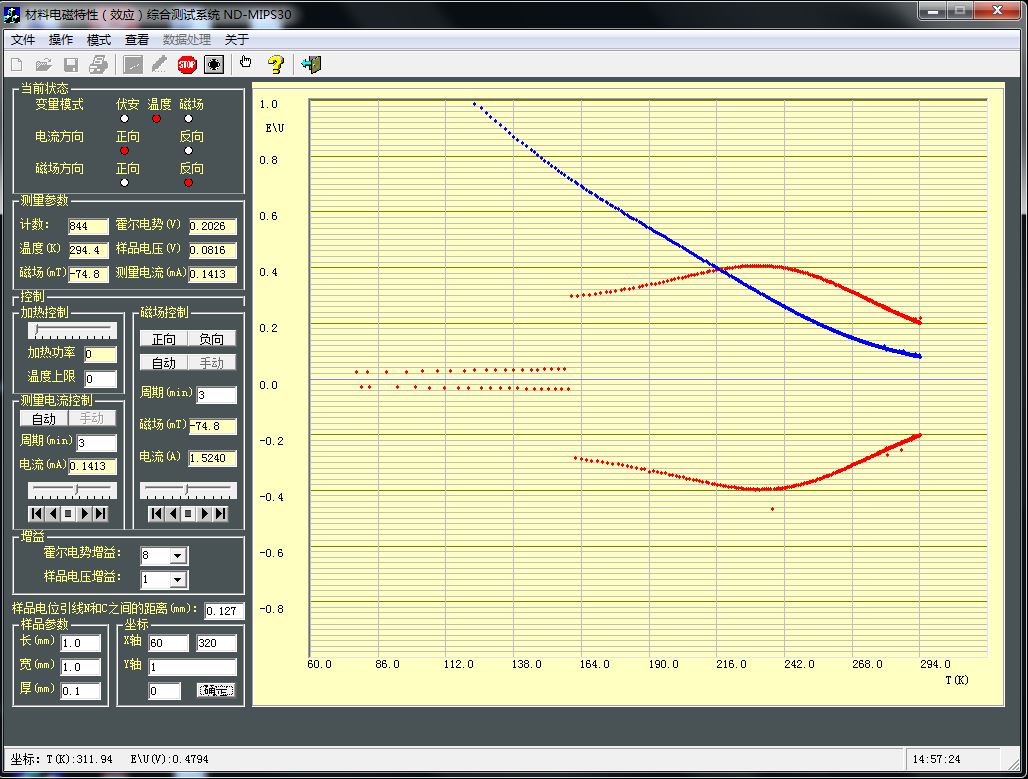 材料电磁特性（效应）综合测试系统 ND-MIPS30
文件 操作 模式 查看 数据处理 关于
STOP
当前状态
变量模式 伏安 温度 磁场
电流方向 正向 反向
磁场方向 正向 反向
测量参数
计数: 844 霍尔电势(V) 0.2026
温度(K) 294.4 样品电压(V) 0.0816
磁场(mT) -74.8 测量电流(mA) 0.1413
控制
加热控制
加热功率 0
温度上限 0
测量电流控制
自动 手动
周期(min) 3
电流(mA) 0.1413
磁场控制
正向 负向
自动 手动
周期(min) 3
磁场(mT) -74.8
电流(A) 1.5240
增益
霍尔电势增益: 8
样品电压增益: 1
样品电位引线N和C之间的距离(mm): 0.127
样品参数
长(mm) 1.0
宽(mm) 1.0
厚(mm) 0.1
坐标
X轴 60 320
Y轴 1
0 确定
1.0
E\U
0.8
0.6
0.4
0.2
0.0
-0.2
-0.4
-0.6
-0.8
60.0 86.0 112.0 138.0 164.0 190.0 216.0 242.0 268.0 294.0
T(K)
坐标: T(K):311.94 E\U(V):0.4794
14:57:24